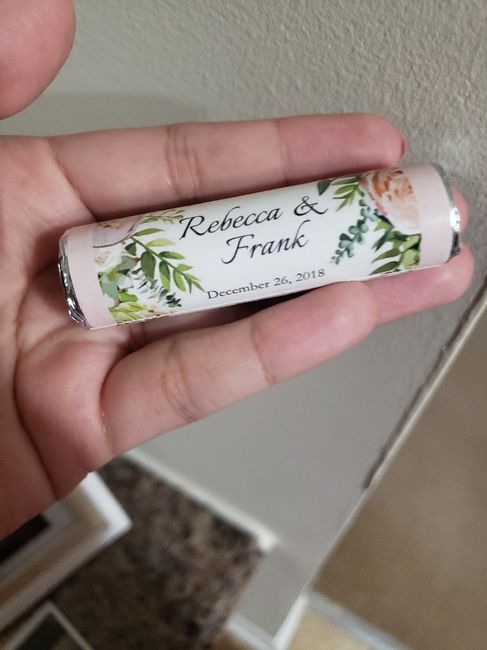 Rebecca &
Frank
December 26, 2018